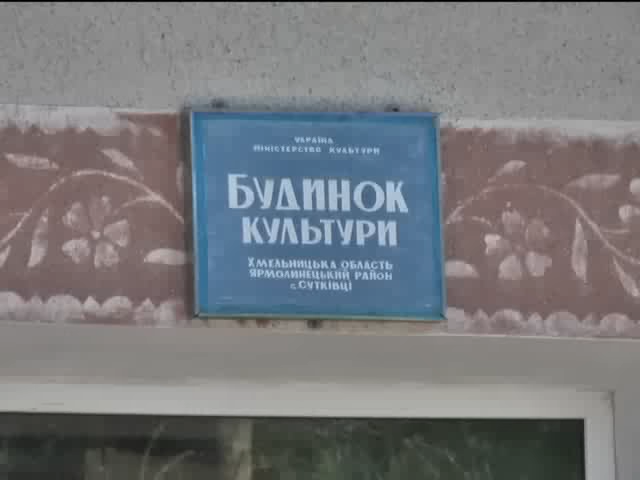 УКРАЇНА
МІНІСТЕРСТВО КУЛЬТУРИ
БУДИНОК
КУЛЬТУРИ
ХМЕЛЬНИЦЬКА ОБЛАСТЬ
ЯРМОЛИНЕЦЬКИЙ РАЙОН
с. СУТКІВЦІ